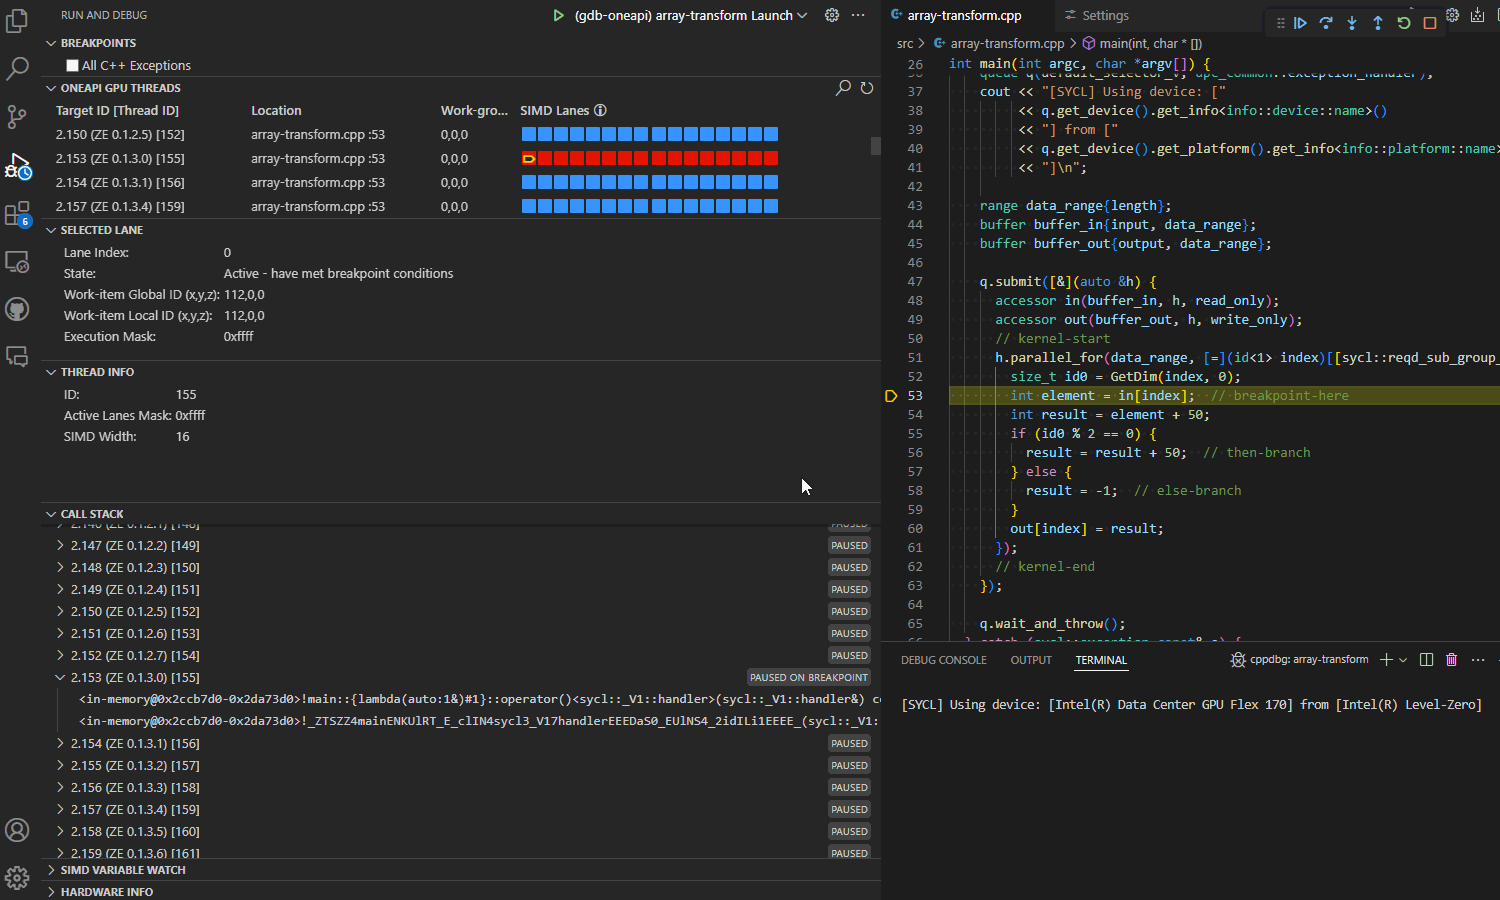 RUN AND DEBUG
(gdb-oneapi) array-transform Launch
BREAKPOINTS
All C++ Exceptions
ONEAPI GPU THREADS
Target ID [Thread ID] Location Work-gro... SIMD Lanes
2.150 (ZE 0.1.2.5) [152] array-transform.cpp :53 0,0,0
2.153 (ZE 0.1.3.0) [155] array-transform.cpp :53 0,0,0
2.154 (ZE 0.1.3.1) [156] array-transform.cpp :53 0,0,0
2.157 (ZE 0.1.3.4) [159] array-transform.cpp :53 0,0,0
SELECTED LANE
Lane Index: 0
State: Active - have met breakpoint conditions
Work-item Global ID (x,y,z): 112,0,0
Work-item Local ID (x,y,z): 112,0,0
Execution Mask: 0xffff
THREAD INFO
ID: 155
Active Lanes Mask: 0xffff
SIMD Width: 16
CALL STACK
2.146 (ZE 0.1.2.1) [148] PAUSED
2.147 (ZE 0.1.2.2) [149] PAUSED
2.148 (ZE 0.1.2.3) [150] PAUSED
2.149 (ZE 0.1.2.4) [151] PAUSED
2.150 (ZE 0.1.2.5) [152] PAUSED
2.151 (ZE 0.1.2.6) [153] PAUSED
2.152 (ZE 0.1.2.7) [154] PAUSED
2.153 (ZE 0.1.3.0) [155] PAUSED ON BREAKPOINT
<in-memory@0x2ccb7d0-0x2da73d0>!main::{lambda(auto:1&)#1}::operator()<sycl::_V1::handler>(sycl::_V1::handler&) c
<in-memory@0x2ccb7d0-0x2da73d0>!_ZTSZZ4mainENKUlRT_E_clIN4sycl3_V17handlerEEEDaS0_EUlNS4_2idILi1EEEE_(sycl::_V1:
2.154 (ZE 0.1.3.1) [156] PAUSED
2.155 (ZE 0.1.3.2) [157] PAUSED
2.156 (ZE 0.1.3.3) [158] PAUSED
2.157 (ZE 0.1.3.4) [159] PAUSED
2.158 (ZE 0.1.3.5) [160] PAUSED
2.159 (ZE 0.1.3.6) [161] PAUSED
SIMD VARIABLE WATCH
HARDWARE INFO
6
array-transform.cpp Settings
src > array-transform.cpp > main(int, char * [])
26 int main(int argc, char *argv[]) {
36 queue q(default_selector_v, dpc_common::exception_handler);
37 cout << "[SYCL] Using device: ["
38 << q.get_device().get_info<info::device::name>()
39 << "] from ["
40 << q.get_device().get_platform().get_info<info::platform::name>
41 << "]\n";
42
43 range data_range{length};
44 buffer buffer_in{input, data_range};
45 buffer buffer_out{output, data_range};
46
47 q.submit([&](auto &h) {
48 accessor in(buffer_in, h, read_only);
49 accessor out(buffer_out, h, write_only);
50 // kernel-start
51 h.parallel_for(data_range, [=](id<1> index)[[sycl::reqd_sub_group_
52 size_t id0 = GetDim(index, 0);
53 int element = in[index]; // breakpoint-here
54 int result = element + 50;
55 if (id0 % 2 == 0) {
56 result = result + 50; // then-branch
57 } else {
58 result = -1; // else-branch
59 }
60 out[index] = result;
61 });
62 // kernel-end
63 });
64
65 q.wait_and_throw();
66 } catch (sycl::exception const& e) {
DEBUG CONSOLE OUTPUT TERMINAL cppdbg: array-transform
[SYCL] Using device: [Intel(R) Data Center GPU Flex 170] from [Intel(R) Level-Zero]